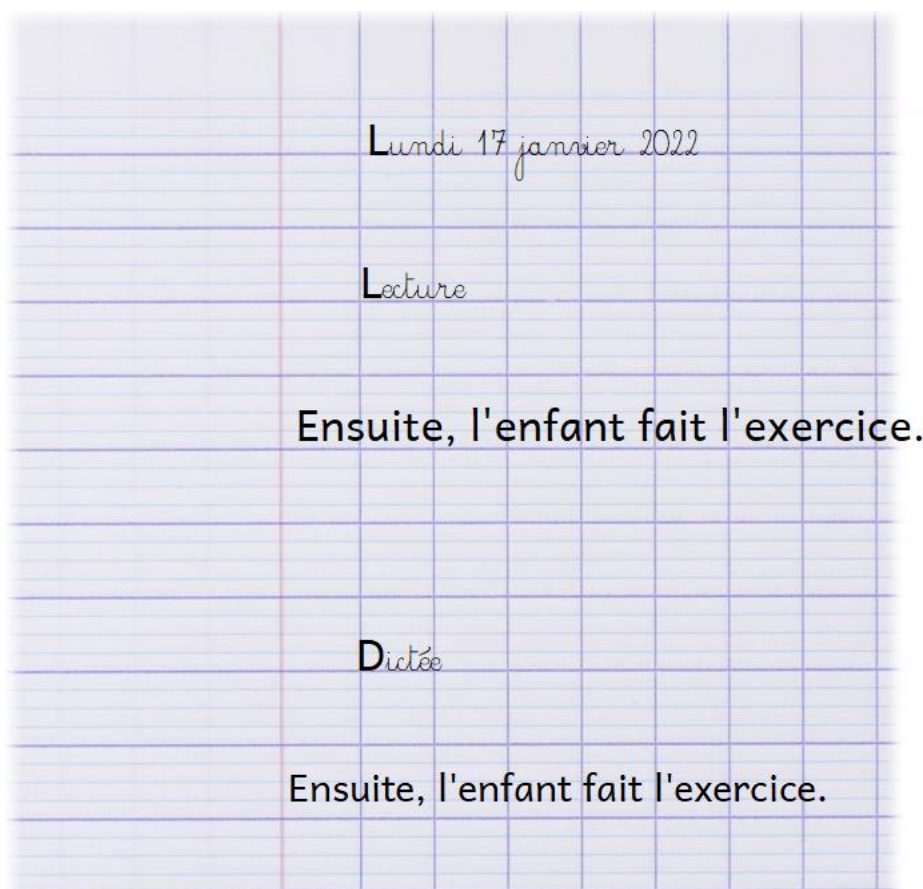 Lundi 17 janvier 2022
Lecture
Ensuite, l'enfant fait l'exercice.
Dictée
Ensuite, l'enfant fait l'exercice.